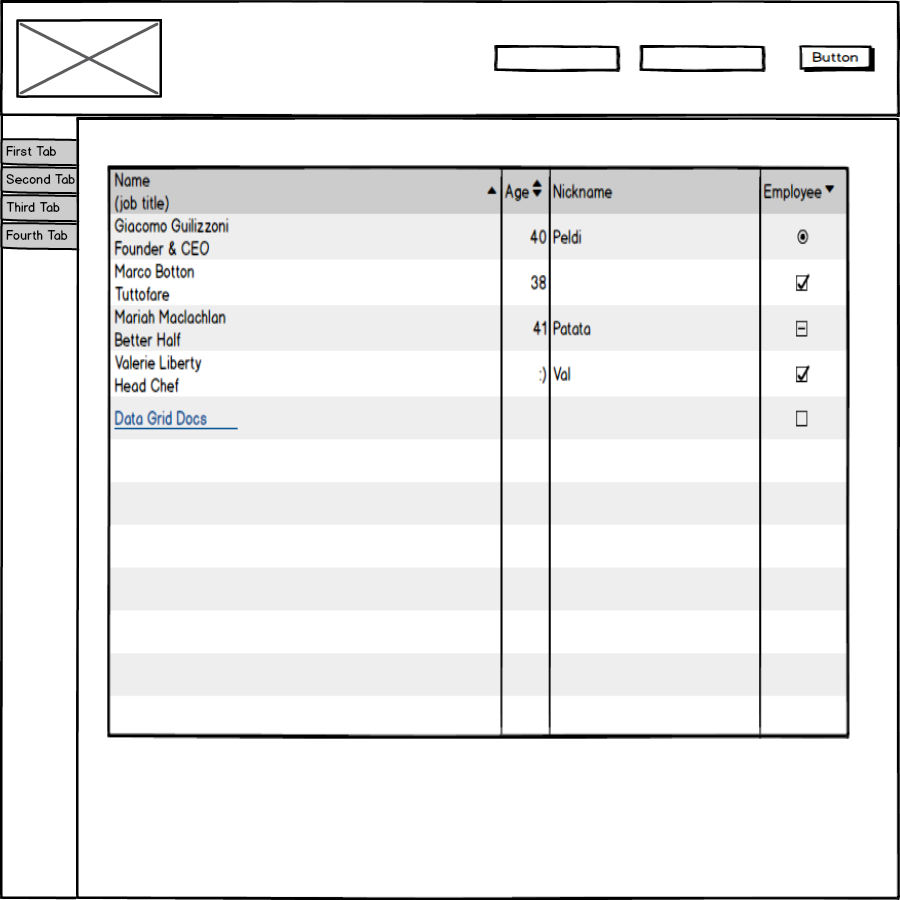 Button
First Tab
Second Tab
Third Tab
Fourth Tab
Name
(job title)
Age
Nickname
Employee
Giacomo Guilizzoni
Founder & CEO
40
Peldi
Marco Botton
Tuttofare
38
Mariah Maclachlan
Better Half
41
Patata
Valerie Liberty
Head Chef
:)
Val
Data Grid Docs